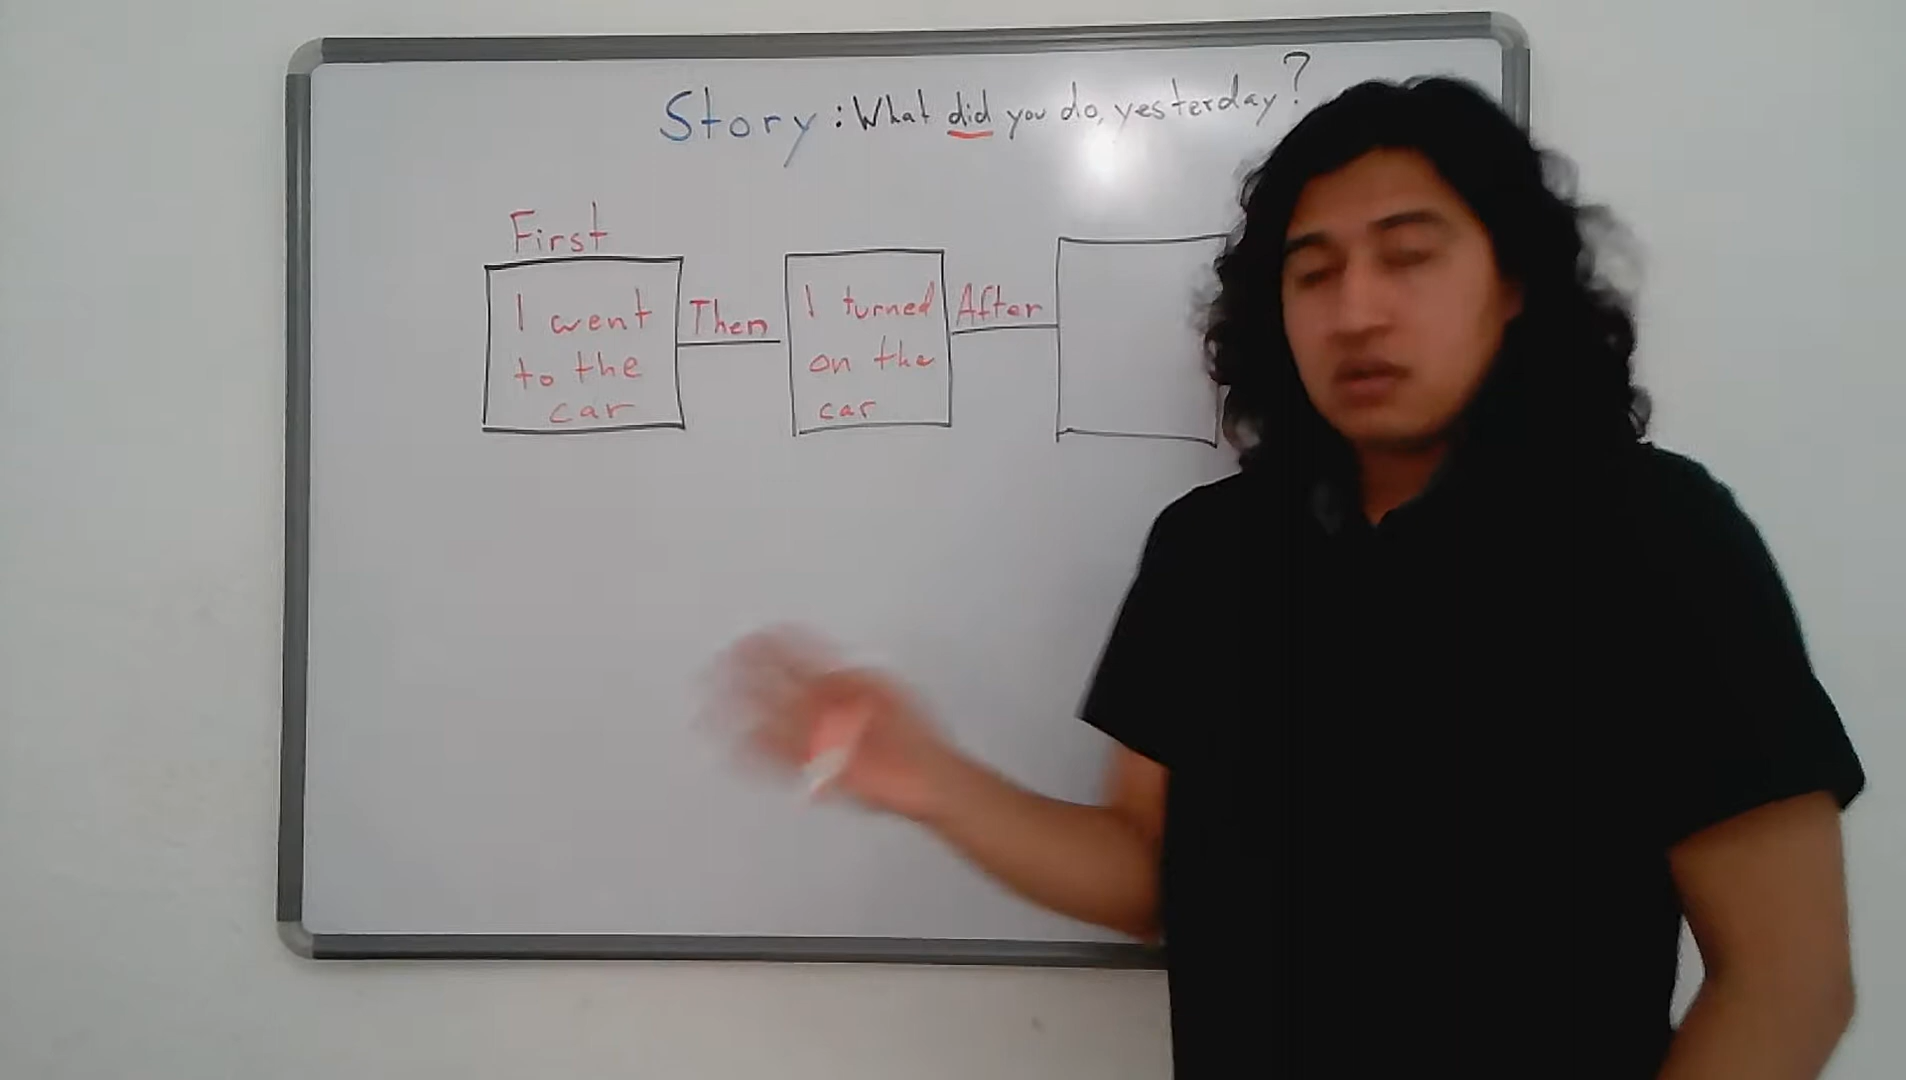 Story: What did you do, yesterday?
First
I went
to the
car
Then
I turned
on the
car
After